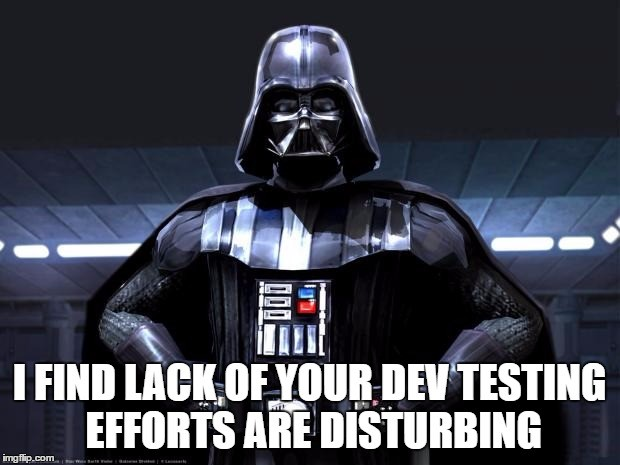 I FIND LACK OF YOUR DEV TESTING
EFFORTS ARE DISTURBING
imgflip.com